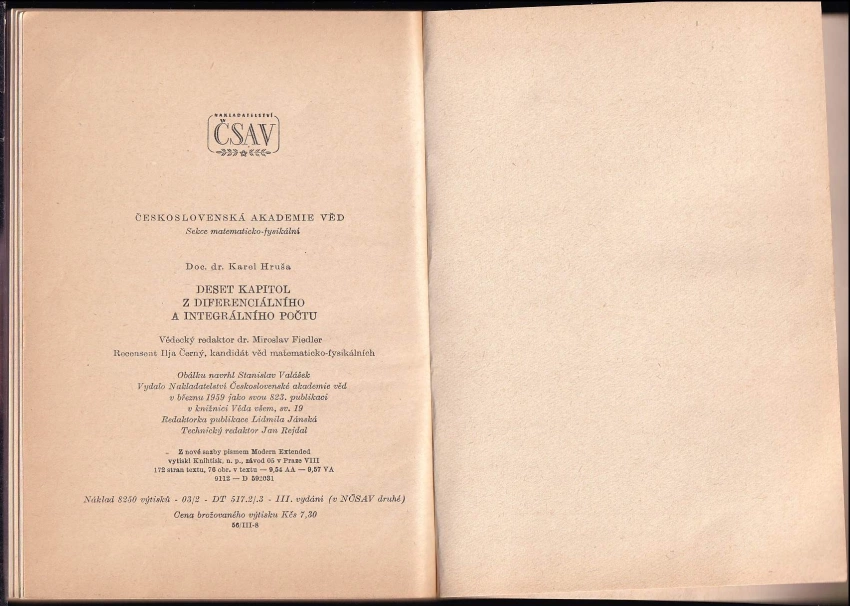 NAKLADATELSTVÍ
ČSAV
ČESKOSLOVENSKÁ AKADEMIE VĚD
Sekce matematicko-fysikální
Doc. dr. Karel Hruša
DESET KAPITOL
Z DIFERENCIÁLNÍHO
A INTEGRÁLNÍHO POČTU
Vědecký redaktor dr. Miroslav Fiedler
Recensent Ilja Černý, kandidát věd matematicko-fysikálních
Obálku navrhl Stanislav Valášek
Vydalo Nakladatelství Československé akademie věd
v březnu 1959 jako svou 823. publikaci
v knižnici Věda všem, sv. 19
Redaktorka publikace Lidmila Jánská
Technický redaktor Jan Rejdal
Z nové sazby písmem Modern Extended
vytiskl Knihtisk, n. p., závod 05 v Praze VIII
172 stran textu, 76 obr. v textu — 9,54 AA — 9,57 VA
9112 — D 592031
Náklad 8250 výtisků - 03/2 - DT 517.2/.3 - III. vydání (v NČSAV druhé)
Cena brožovaného výtisku Kčs 7,30
56/III-8